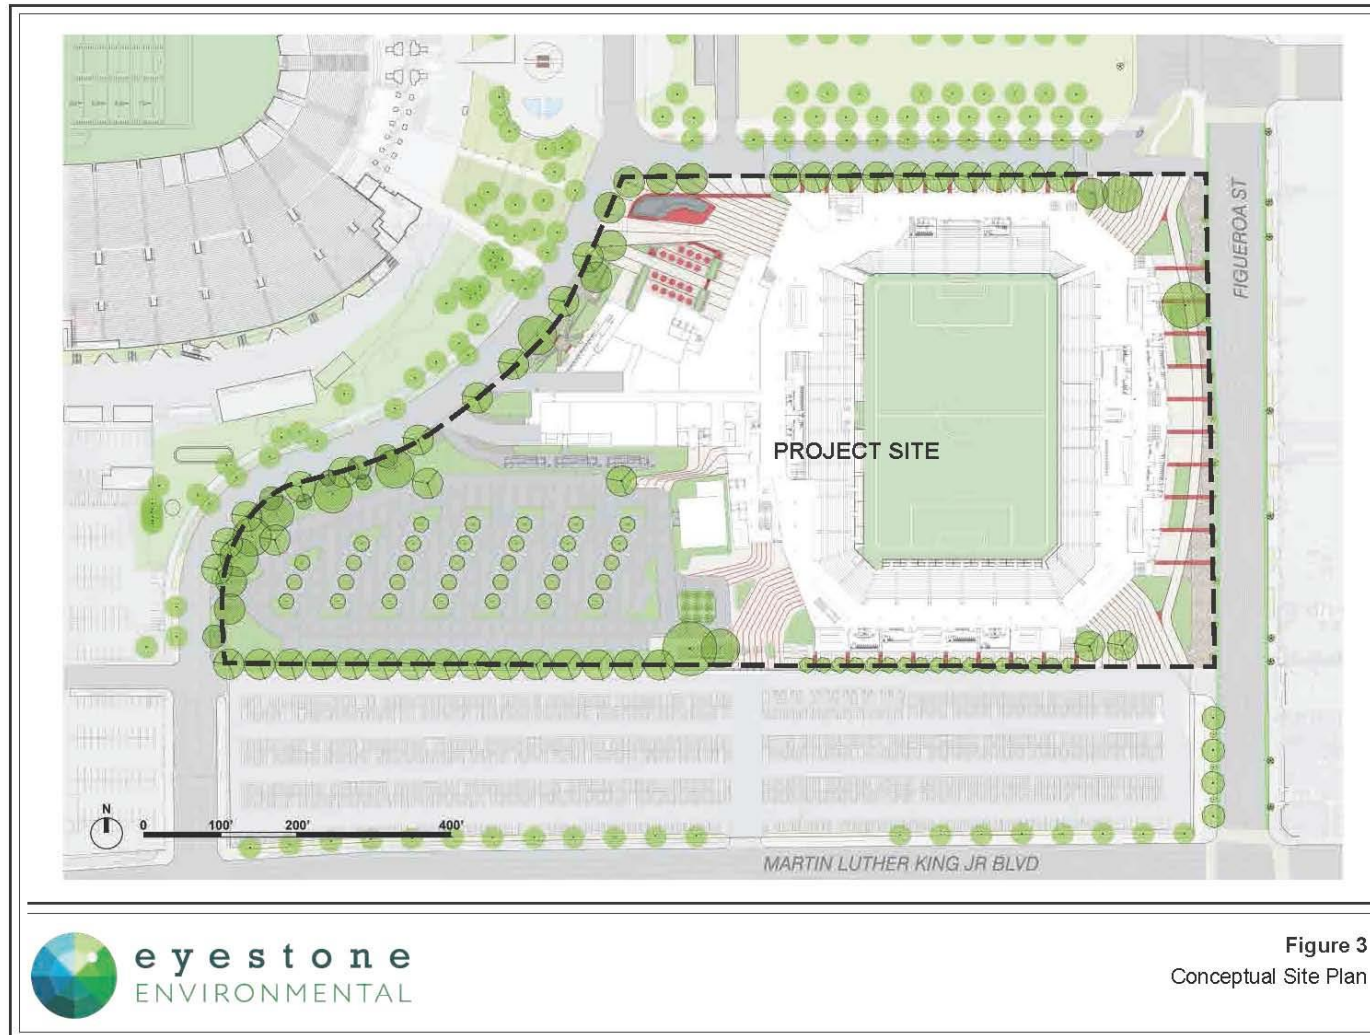 FIGUEROA ST
PROJECT SITE
N
0 100' 200' 400'
MARTIN LUTHER KING JR BLVD
eyestone
ENVIRONMENTAL
Figure 3
Conceptual Site Plan